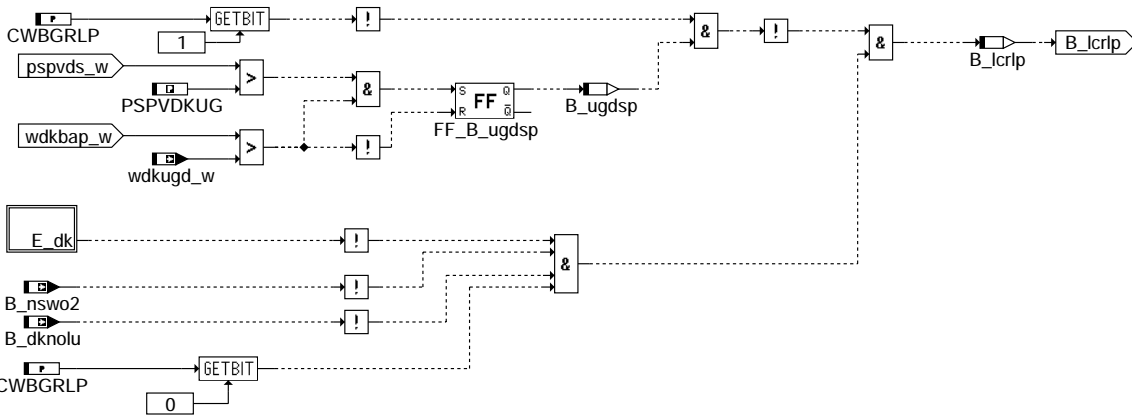 P
CWBGRLP
GETBIT
!
1
&
!
&
B_lcrlp
B_lcrlp
pspvds_w
P
PSPVDKUG
>
&
S Q
FF
R Q
FF_B_ugdsp
B_ugdsp
wdkbap_w
>
!
wdkugd_w
E_dk
!
&
B_nswo2
!
B_dknolu
!
P
CWBGRLP
GETBIT
0